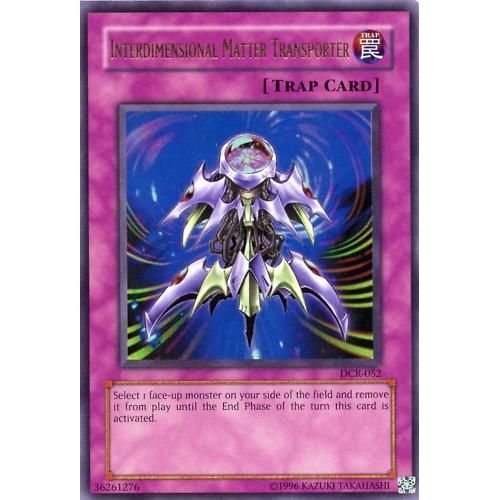 INTERDIMENSIONAL MATTER TRANSPORTER
TRAP
罠
[TRAP CARD]
DCR-052
Select 1 face-up monster on your side of the field and remove
it from play until the End Phase of the turn this card is
activated.
36261276
©1996 KAZUKI TAKAHASHI